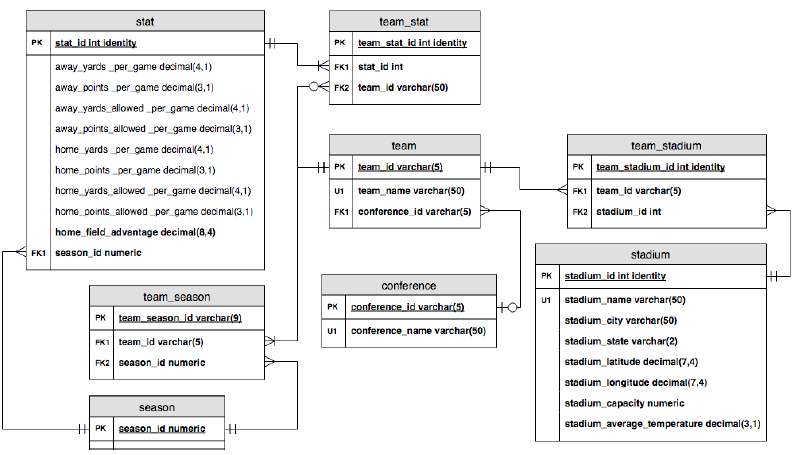 stat
PK stat_id int identity
away_yards _per_game decimal(4,1)
away_points _per_game decimal(3,1)
away_yards_allowed _per_game decimal(4,1)
away_points_allowed _per_game decimal(3,1)
home_yards _per_game decimal(4,1)
home_points _per_game decimal(3,1)
home_yards_allowed _per_game decimal(4,1)
home_points_allowed _per_game decimal(3,1)
home_field_advantage decimal(8,4)
FK1 season_id numeric
team_stat
PK team_stat_id int identity
FK1 stat_id int
FK2 team_id varchar(50)
team
PK team_id varchar(5)
U1 team_name varchar(50)
FK1 conference_id varchar(5)
team_stadium
PK team_stadium_id int identity
FK1 team_id varchar(5)
FK2 stadium_id int
stadium
PK stadium_id int identity
U1 stadium_name varchar(50)
stadium_city varchar(50)
stadium_state varchar(2)
stadium_latitude decimal(7,4)
stadium_longitude decimal(7,4)
stadium_capacity numeric
stadium_average_temperature decimal(3,1)
conference
PK conference_id varchar(5)
U1 conference_name varchar(50)
team_season
PK team_season_id varchar(9)
FK1 team_id varchar(5)
FK2 season_id numeric
season
PK season_id numeric